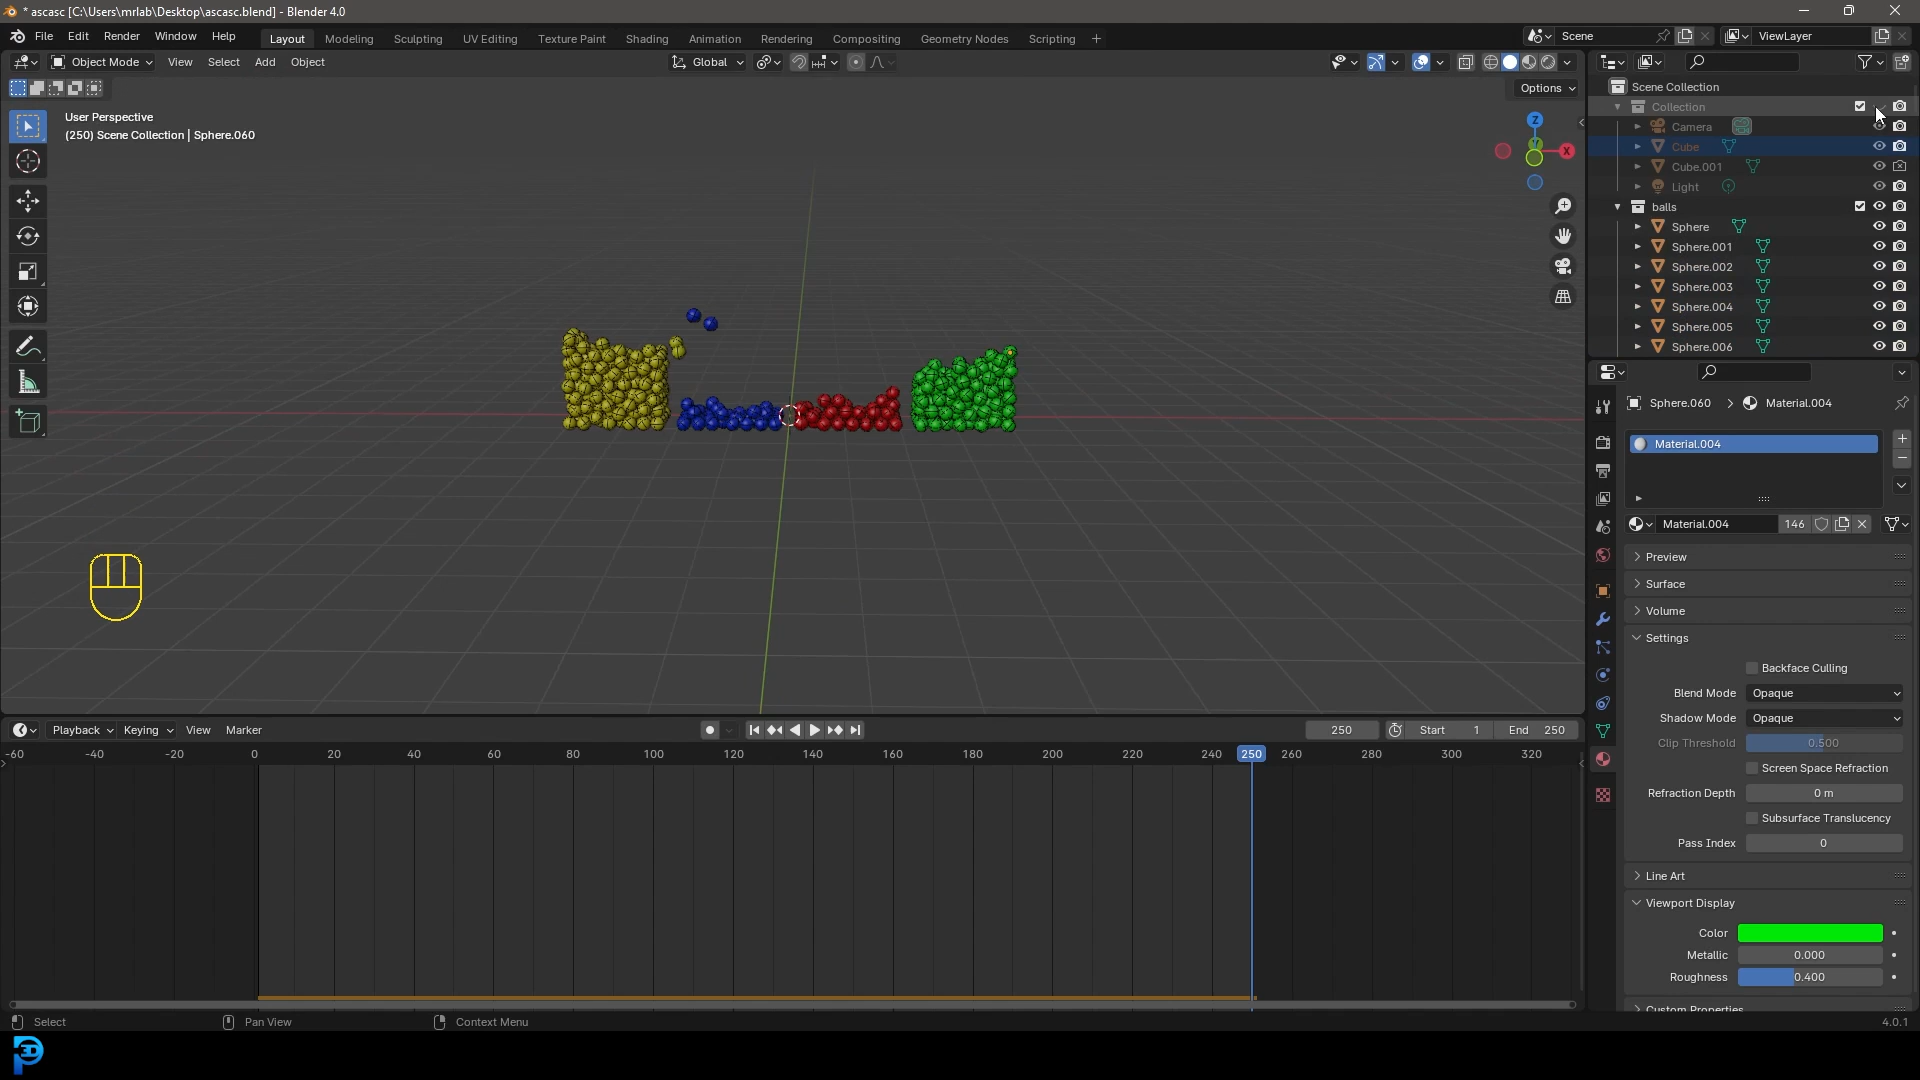 * ascasc [C:\Users\mrlab\Desktop\ascasc.blend] - Blender 4.0
File Edit Render Window Help Layout Modeling Sculpting UV Editing Texture Paint Shading Animation Rendering Compositing Geometry Nodes Scripting + Scene ViewLayer
Object Mode View Select Add Object Global
Options
User Perspective
(250) Scene Collection | Sphere.060
Z
X
Scene Collection
Collection
Camera
Cube
Cube.001
Light
balls
Sphere
Sphere.001
Sphere.002
Sphere.003
Sphere.004
Sphere.005
Sphere.006
Sphere.060 > Material.004
Material.004
Material.004 146
Preview
Surface
Volume
Settings
Backface Culling
Blend Mode Opaque
Shadow Mode Opaque
Clip Threshold 0.500
Screen Space Refraction
Refraction Depth 0 m
Subsurface Translucency
Pass Index 0
Line Art
Viewport Display
Color
Metallic 0.000
Roughness 0.400
Custom Properties
Playback Keying View Marker 250 Start 1 End 250
-60 -40 -20 0 20 40 60 80 100 120 140 160 180 200 220 240 250 260 280 300 320
Select Pan View Context Menu 4.0.1